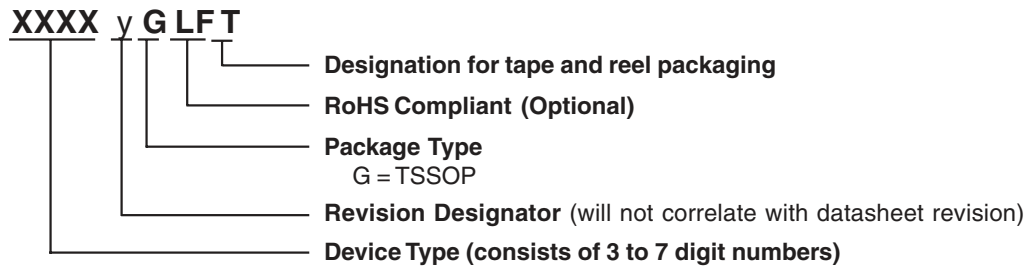 XXXX y G LF T
Designation for tape and reel packaging
RoHS Compliant (Optional)
Package Type
G = TSSOP
Revision Designator (will not correlate with datasheet revision)
Device Type (consists of 3 to 7 digit numbers)